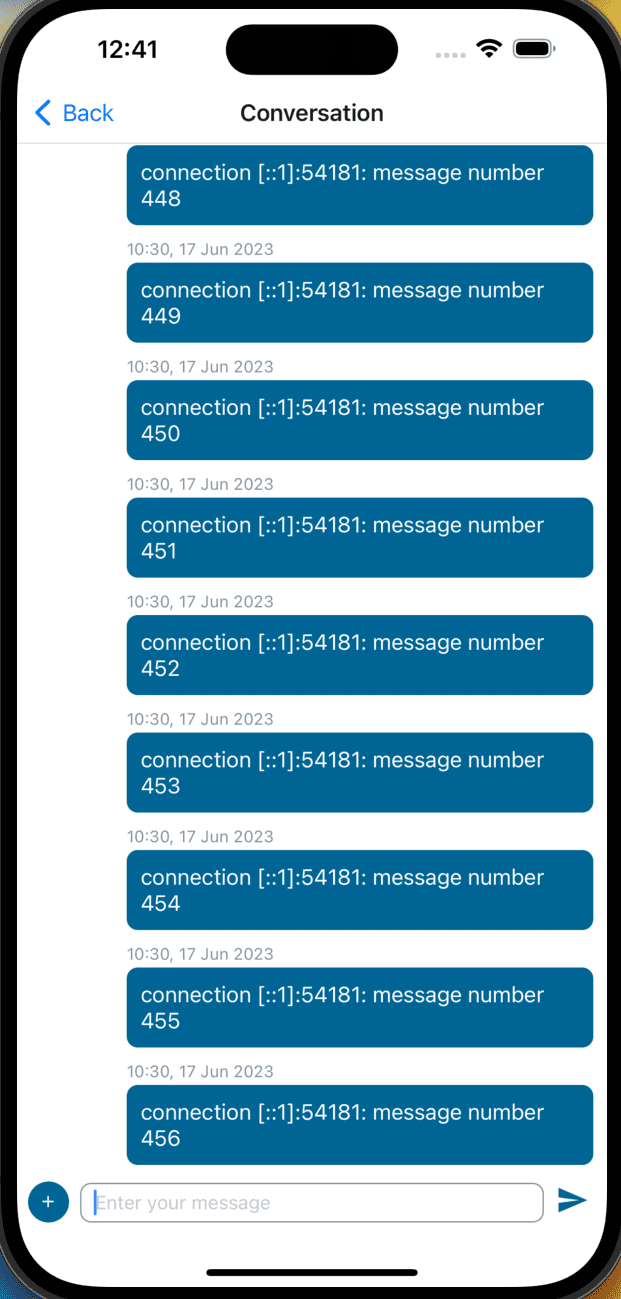 12:41
Back
Conversation
connection [::1]:54181: message number
448
10:30, 17 Jun 2023
connection [::1]:54181: message number
449
10:30, 17 Jun 2023
connection [::1]:54181: message number
450
10:30, 17 Jun 2023
connection [::1]:54181: message number
451
10:30, 17 Jun 2023
connection [::1]:54181: message number
452
10:30, 17 Jun 2023
connection [::1]:54181: message number
453
10:30, 17 Jun 2023
connection [::1]:54181: message number
454
10:30, 17 Jun 2023
connection [::1]:54181: message number
455
10:30, 17 Jun 2023
connection [::1]:54181: message number
456
+
Enter your message